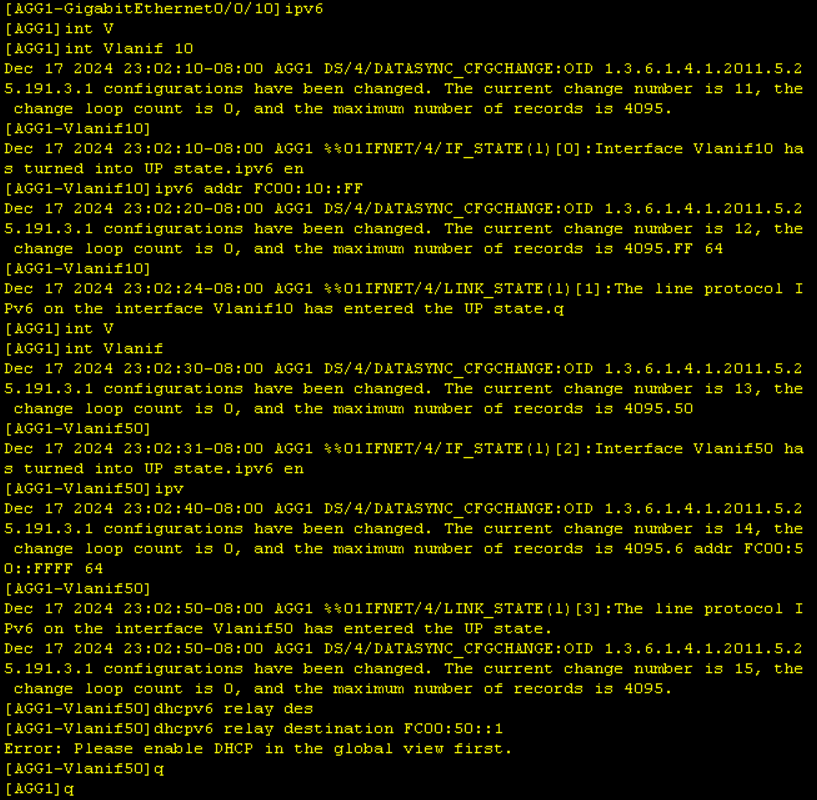 [AGG1-GigabitEthernet0/0/10]ipv6
[AGG1]int V
[AGG1]int Vlanif 10
Dec 17 2024 23:02:10-08:00 AGG1 DS/4/DATASYNC_CFGCHANGE:OID 1.3.6.1.4.1.2011.5.2
5.191.3.1 configurations have been changed. The current change number is 11, the
 change loop count is 0, and the maximum number of records is 4095.
[AGG1-Vlanif10]
Dec 17 2024 23:02:10-08:00 AGG1 %%01IFNET/4/IF_STATE(l)[0]:Interface Vlanif10 ha
s turned into UP state.ipv6 en
[AGG1-Vlanif10]ipv6 addr FC00:10::FF
Dec 17 2024 23:02:20-08:00 AGG1 DS/4/DATASYNC_CFGCHANGE:OID 1.3.6.1.4.1.2011.5.2
5.191.3.1 configurations have been changed. The current change number is 12, the
 change loop count is 0, and the maximum number of records is 4095.FF 64
[AGG1-Vlanif10]
Dec 17 2024 23:02:24-08:00 AGG1 %%01IFNET/4/LINK_STATE(l)[1]:The line protocol I
Pv6 on the interface Vlanif10 has entered the UP state.q
[AGG1]int V
[AGG1]int Vlanif
Dec 17 2024 23:02:30-08:00 AGG1 DS/4/DATASYNC_CFGCHANGE:OID 1.3.6.1.4.1.2011.5.2
5.191.3.1 configurations have been changed. The current change number is 13, the
 change loop count is 0, and the maximum number of records is 4095.50
[AGG1-Vlanif50]
Dec 17 2024 23:02:31-08:00 AGG1 %%01IFNET/4/IF_STATE(l)[2]:Interface Vlanif50 ha
s turned into UP state.ipv6 en
[AGG1-Vlanif50]ipv
Dec 17 2024 23:02:40-08:00 AGG1 DS/4/DATASYNC_CFGCHANGE:OID 1.3.6.1.4.1.2011.5.2
5.191.3.1 configurations have been changed. The current change number is 14, the
 change loop count is 0, and the maximum number of records is 4095.6 addr FC00:5
0::FFFF 64
[AGG1-Vlanif50]
Dec 17 2024 23:02:50-08:00 AGG1 %%01IFNET/4/LINK_STATE(l)[3]:The line protocol I
Pv6 on the interface Vlanif50 has entered the UP state.
Dec 17 2024 23:02:50-08:00 AGG1 DS/4/DATASYNC_CFGCHANGE:OID 1.3.6.1.4.1.2011.5.2
5.191.3.1 configurations have been changed. The current change number is 15, the
 change loop count is 0, and the maximum number of records is 4095.
[AGG1-Vlanif50]dhcpv6 relay des
[AGG1-Vlanif50]dhcpv6 relay destination FC00:50::1
Error: Please enable DHCP in the global view first.
[AGG1-Vlanif50]q
[AGG1]q